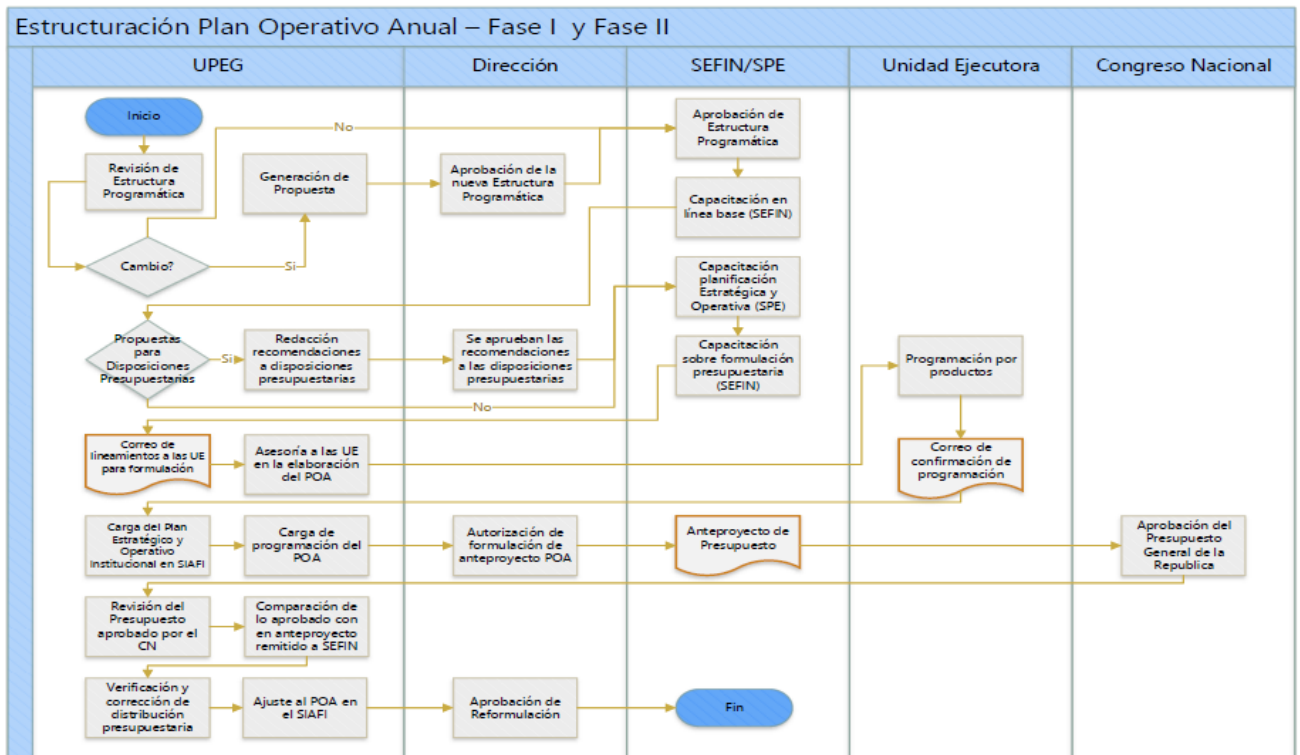 Estructuración Plan Operativo Anual – Fase I y Fase II
UPEG
Dirección
SEFIN/SPE
Unidad Ejecutora
Congreso Nacional
Inicio
No
Aprobación de
Estructura
Programática
Revisión de
Estructura
Programática
Generación de
Propuesta
Aprobación de la
nueva Estructura
Programática
Capacitación en
línea base (SEFIN)
Cambio?
Si
Capacitación
planificación
Estratégica y
Operativa (SPE)
Propuestas
para
Disposiciones
Presupuestarias
Si
Redacción
recomendaciones
a disposiciones
presupuestarias
Se aprueban las
recomendaciones
a las disposiciones
presupuestarias
Capacitación
sobre formulación
presupuestaria
(SEFIN)
Programación por
productos
No
Correo de
lineamientos a las UE
para formulación
Asesoría a las UE
en la elaboración
del POA
Correo de
confirmación de
programación
Carga del Plan
Estratégico y
Operativo
Institucional en SIAFI
Carga de
programación del
POA
Autorización de
formulación de
anteproyecto POA
Anteproyecto de
Presupuesto
Aprobación del
Presupuesto
General de la
Republica
Revisión del
Presupuesto
aprobado por el
CN
Comparación de
lo aprobado con
en anteproyecto
remitido a SEFIN
Verificación y
corrección de
distribución
presupuestaria
Ajuste al POA en
el SIAFI
Aprobación de
Reformulación
Fin